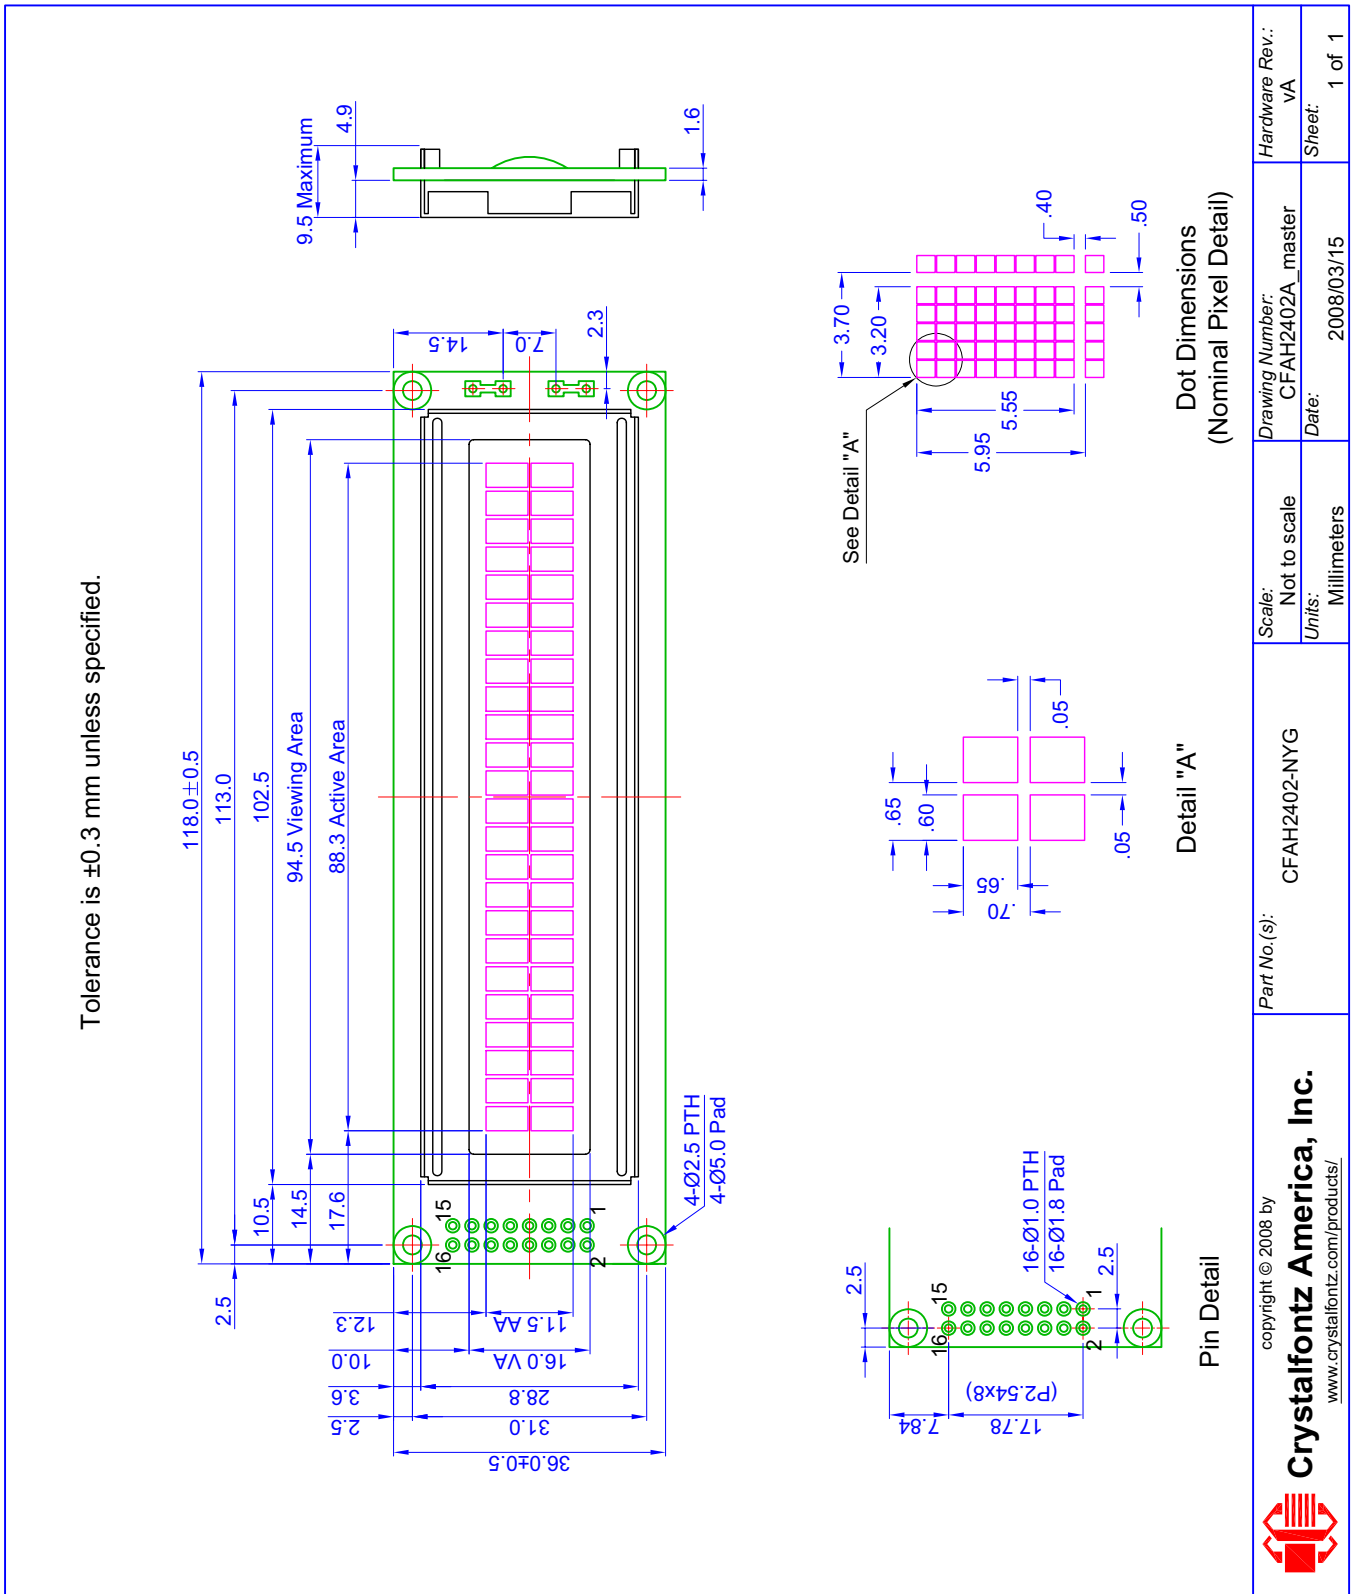 Tolerance is ±0.3 mm unless specified.
118.0±0.5
113.0
102.5
94.5 Viewing Area
88.3 Active Area
2.5
10.5
14.5
17.6
12.3
10.0
3.6
2.5
11.5 AA
16.0 VA
28.8
31.0
36.0±0.5
15
16
1
2
4-Ø2.5 PTH
4-Ø5.0 Pad
14.5
7.0
2.3
9.5 Maximum
4.9
1.6
2.5
15
16
1
2
16-Ø1.0 PTH
16-Ø1.8 Pad
2.5
7.84
17.78
(P2.54x8)
Pin Detail
.65
.60
.65
.70
.05
.05
Detail "A"
See Detail "A"
3.70
3.20
5.55
5.95
.40
.50
Dot Dimensions
(Nominal Pixel Detail)
copyright © 2008 by
Crystalfontz America, Inc.
www.crystalfontz.com/products/
Part No.(s):
CFAH2402-NYG
Scale:
Not to scale
Units:
Millimeters
Drawing Number:
CFAH2402A_master
Date:
2008/03/15
Hardware Rev.:
vA
Sheet:
1 of 1